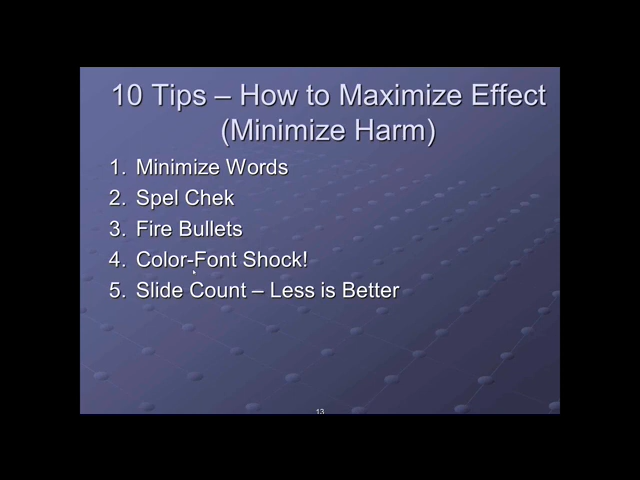 10 Tips – How to Maximize Effect
(Minimize Harm)
1. Minimize Words
2. Spel Chek
3. Fire Bullets
4. Color-Font Shock!
5. Slide Count – Less is Better
13